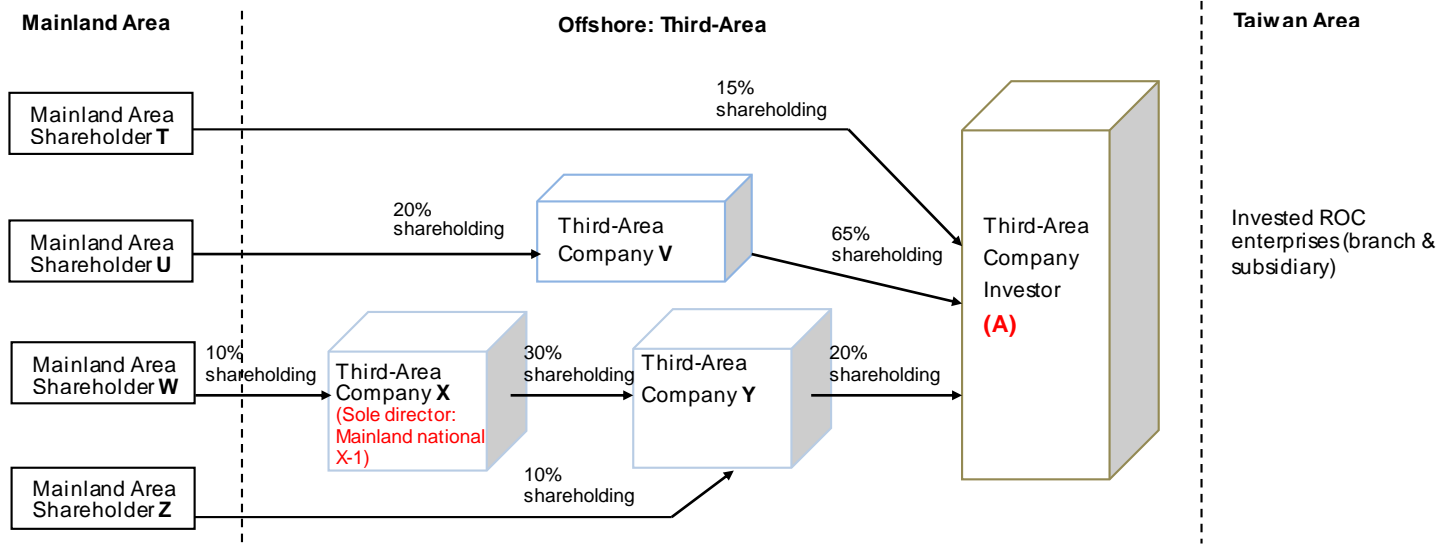 Mainland Area
Offshore: Third-Area
Taiwan Area
Mainland Area
Shareholder T
15%
shareholding
Mainland Area
Shareholder U
20%
shareholding
Third-Area
Company V
65%
shareholding
Third-Area
Company
Investor
(A)
Invested ROC
enterprises (branch &
subsidiary)
Mainland Area
Shareholder W
10%
shareholding
Third-Area
Company X
(Sole director:
Mainland national
X-1)
30%
shareholding
Third-Area
Company Y
20%
shareholding
Mainland Area
Shareholder Z
10%
shareholding